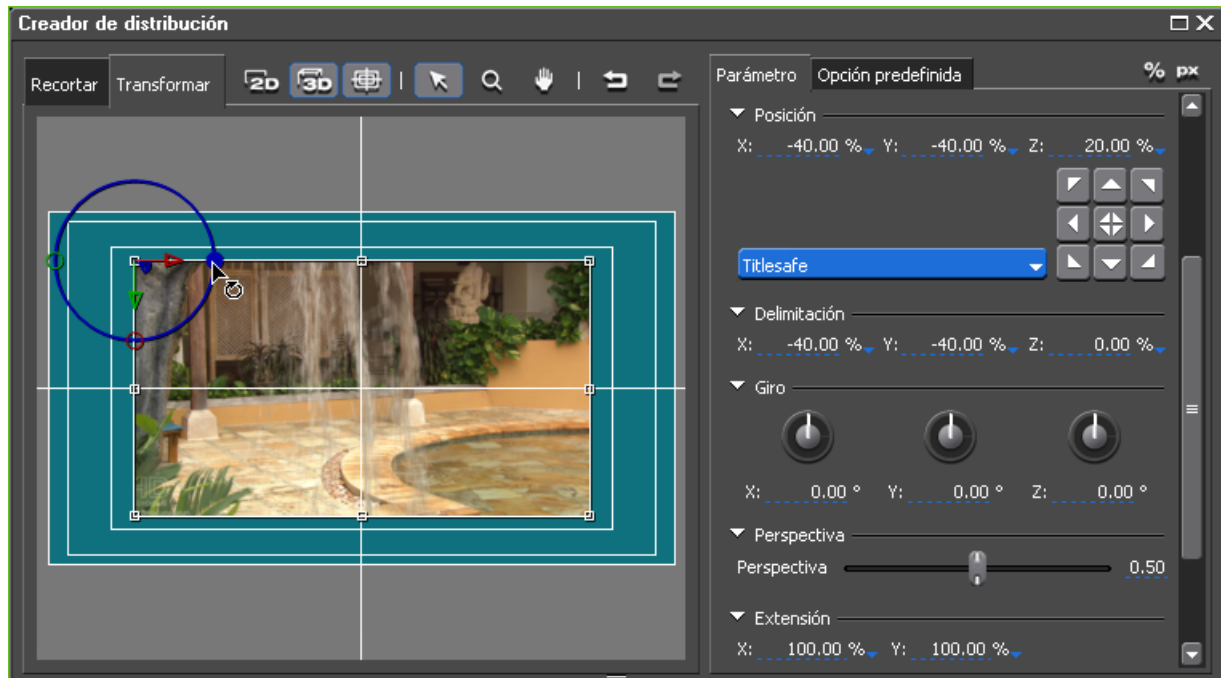 Creador de distribución
Recortar Transformar 2D 3D
Parámetro Opción predefinida % px
Posición
X: -40.00 % Y: -40.00 % Z: 20.00 %
Titlesafe
Delimitación
X: -40.00 % Y: -40.00 % Z: 0.00 %
Giro
X: 0.00 ° Y: 0.00 ° Z: 0.00 °
Perspectiva
Perspectiva 0.50
Extensión
X: 100.00 % Y: 100.00 %